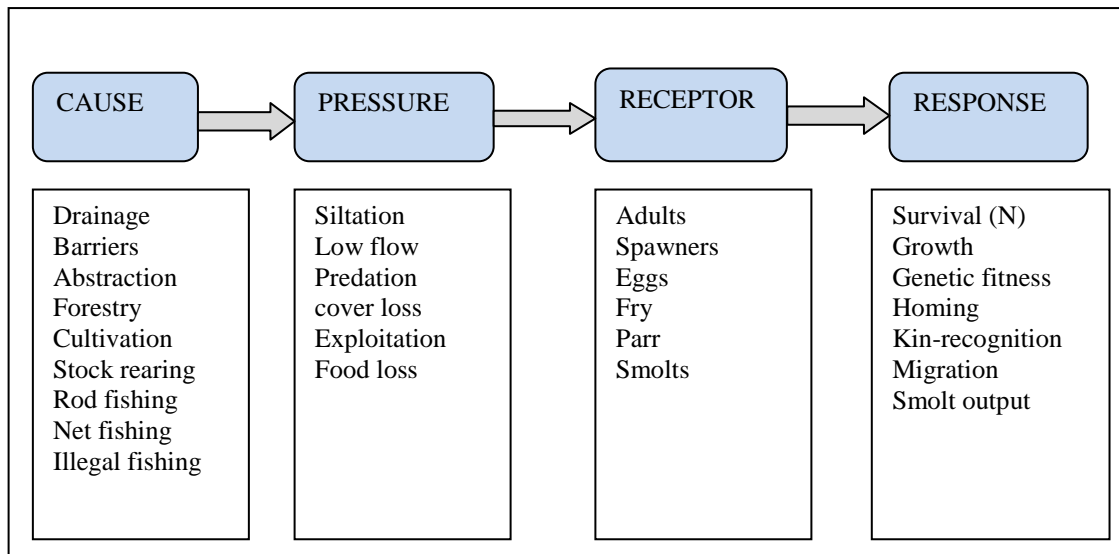 CAUSE
PRESSURE
RECEPTOR
RESPONSE
Drainage
Barriers
Abstraction
Forestry
Cultivation
Stock rearing
Rod fishing
Net fishing
Illegal fishing
Siltation
Low flow
Predation
cover loss
Exploitation
Food loss
Adults
Spawners
Eggs
Fry
Parr
Smolts
Survival (N)
Growth
Genetic fitness
Homing
Kin-recognition
Migration
Smolt output